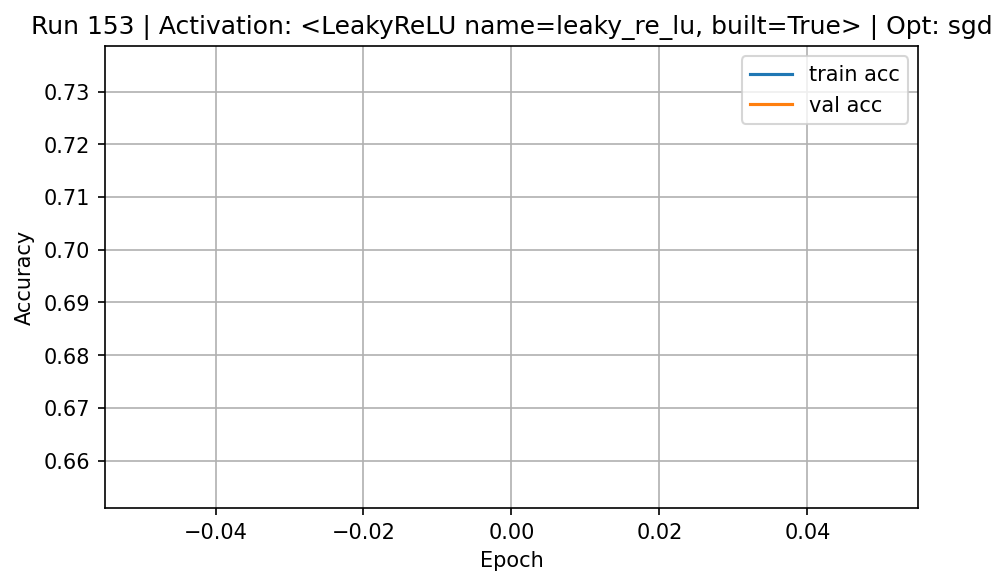 Run 153 | Activation: <LeakyReLU name=leaky_re_lu, built=True> | Opt: sgd
train acc
val acc
Accuracy
0.73
0.72
0.71
0.70
0.69
0.68
0.67
0.66
−0.04 −0.02 0.00 0.02 0.04
Epoch